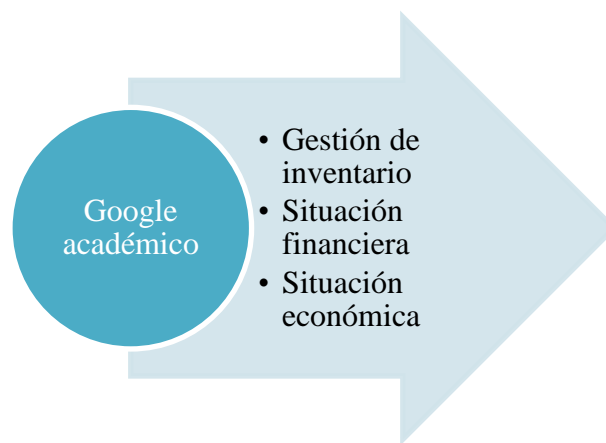 Google
académico
• Gestión de
inventario
• Situación
financiera
• Situación
económica